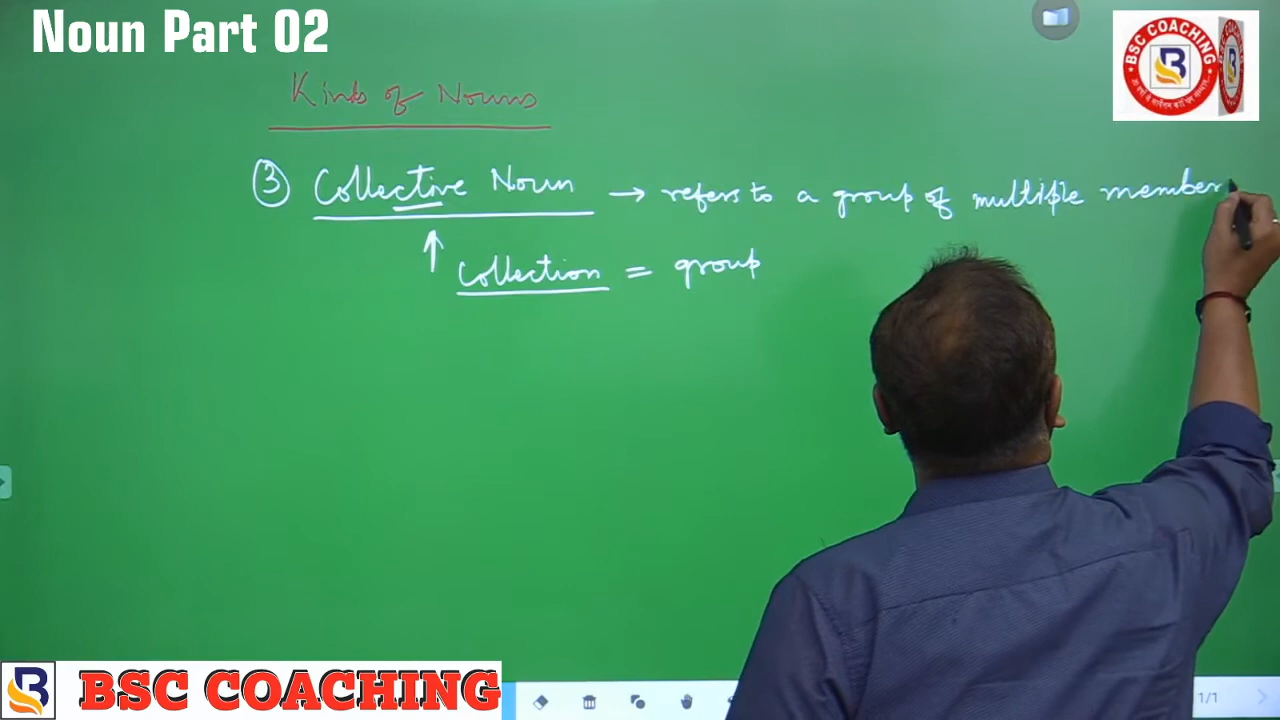 Noun Part 02
BSC COACHING
Kinds of Nouns
③ Collective Noun → refers to a group of multiple member
↑ Collection = group
BSC COACHING
1/1